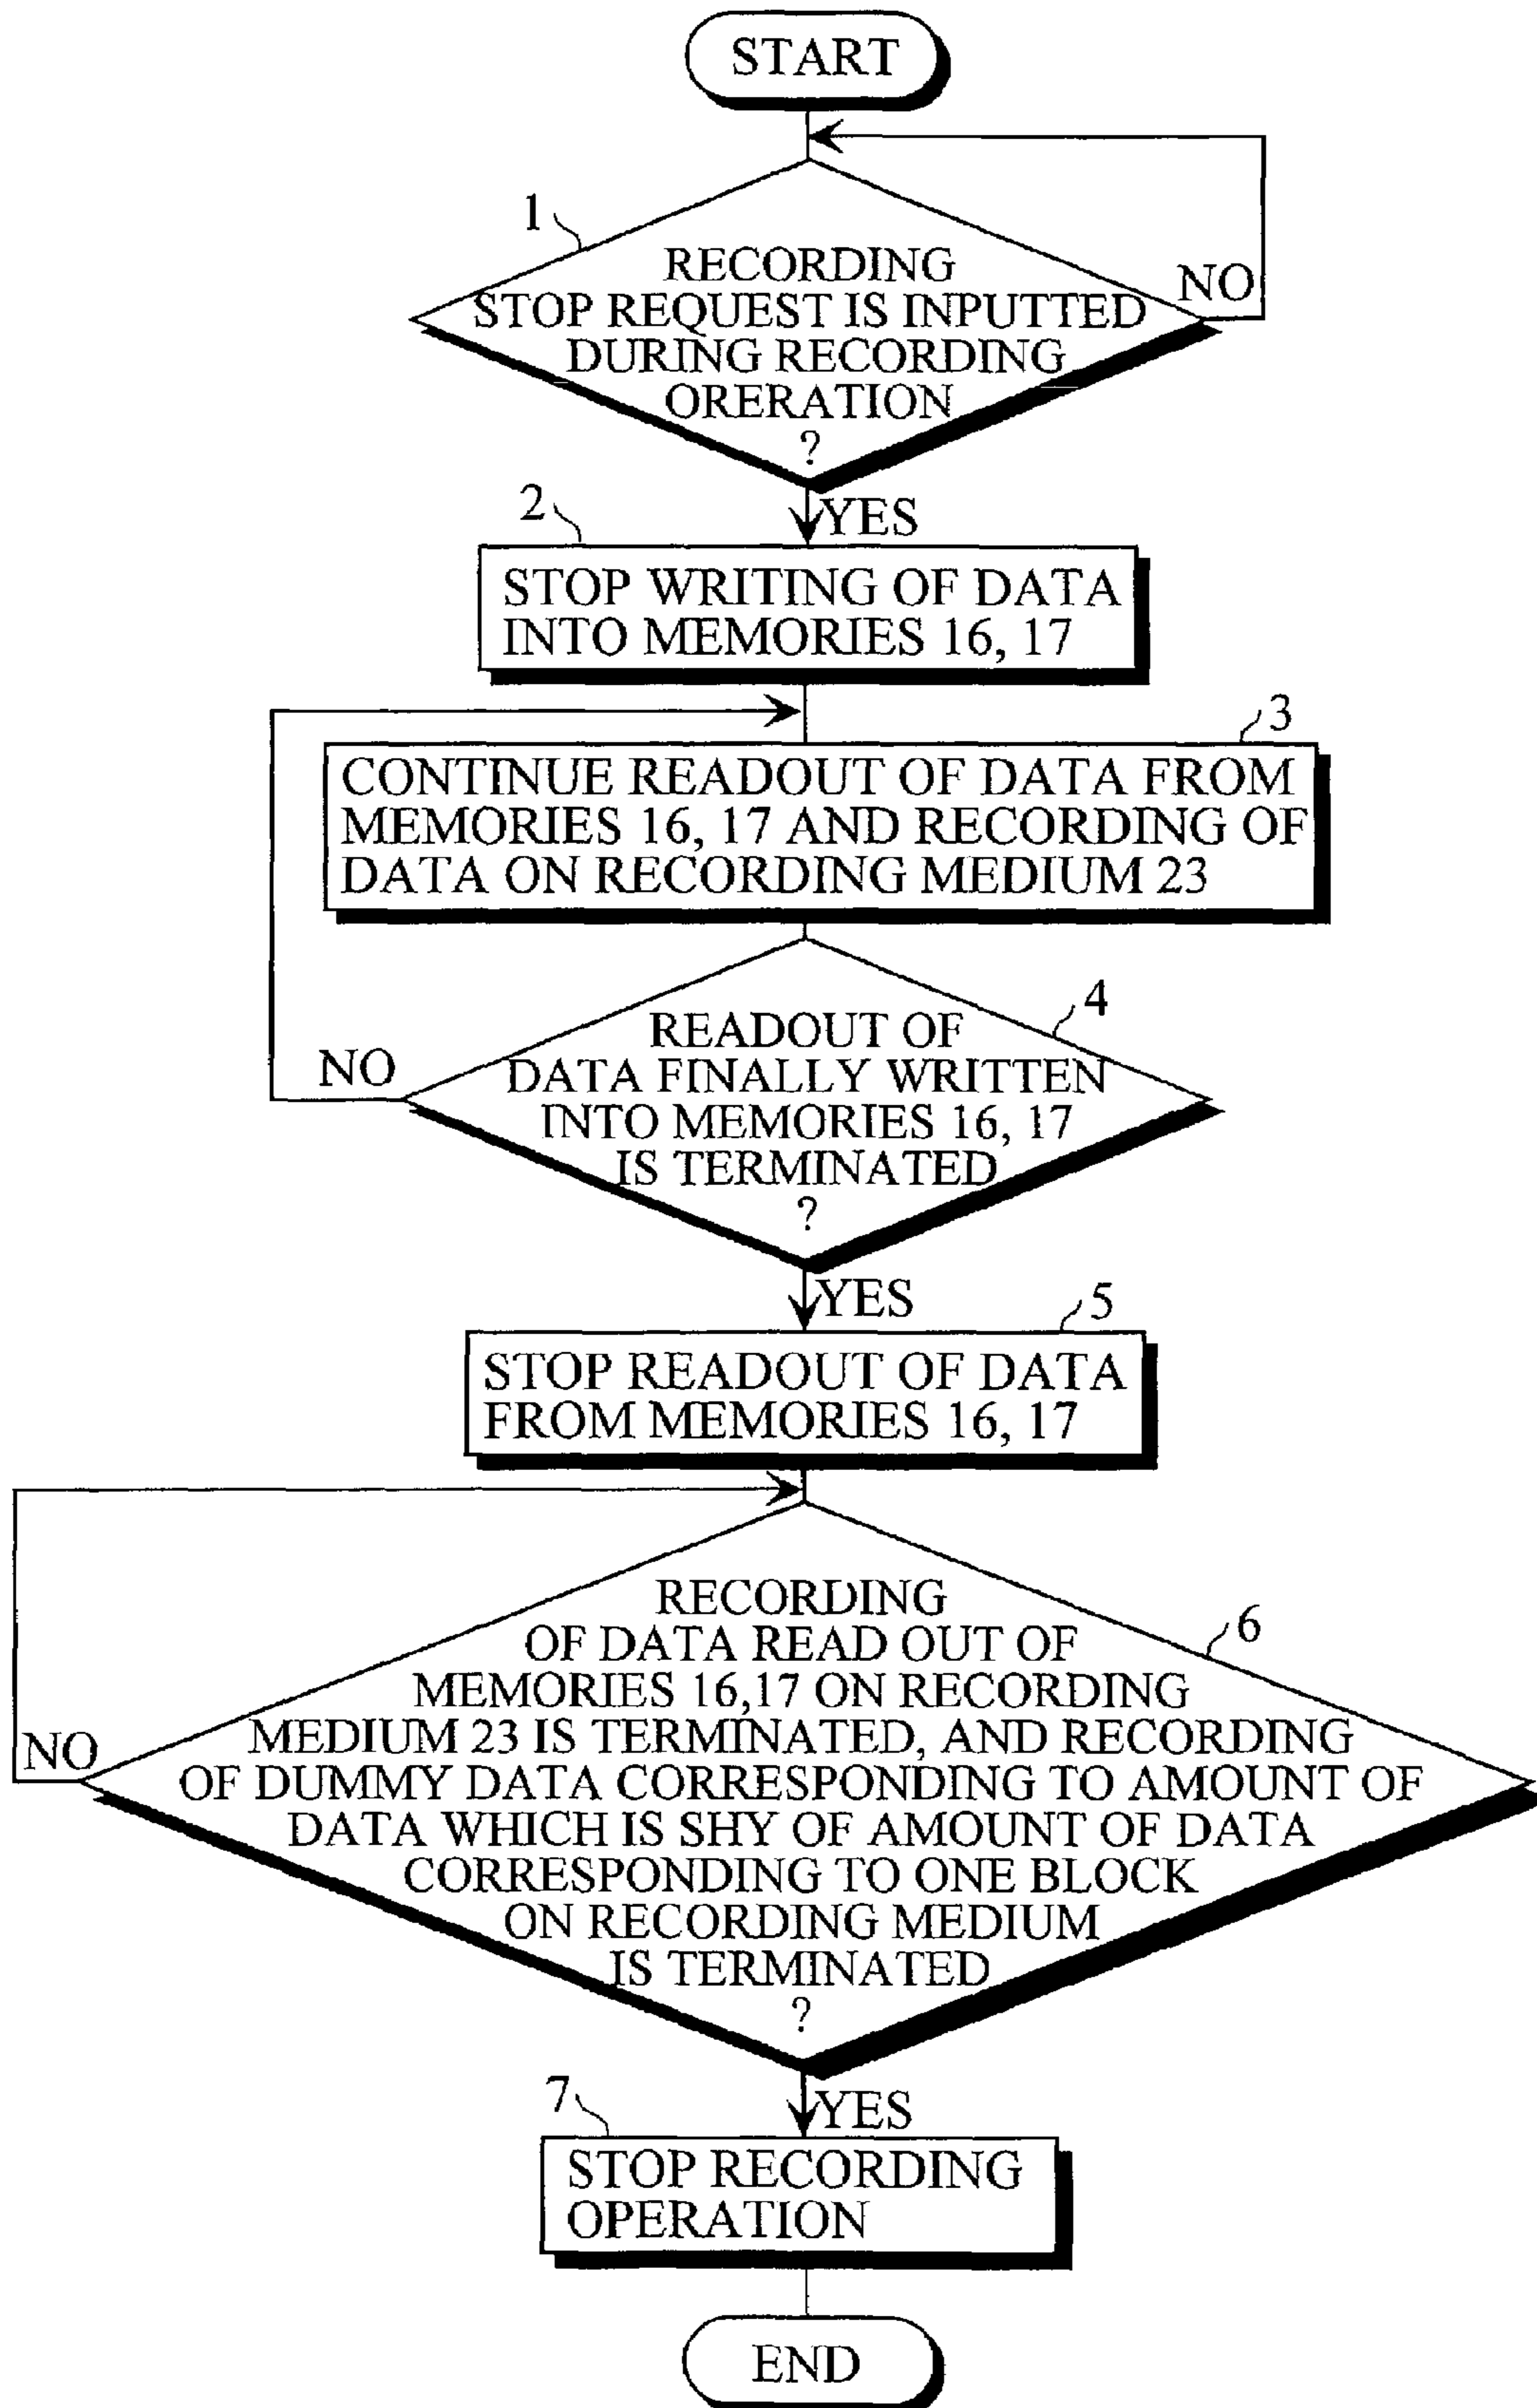 START
1
RECORDING
STOP REQUEST IS INPUTTED
DURING RECORDING
ORERATION
?
NO
YES
2
STOP WRITING OF DATA
INTO MEMORIES 16, 17
3
CONTINUE READOUT OF DATA FROM
MEMORIES 16, 17 AND RECORDING OF
DATA ON RECORDING MEDIUM 23
4
READOUT OF
DATA FINALLY WRITTEN
INTO MEMORIES 16, 17
IS TERMINATED
?
NO
YES
5
STOP READOUT OF DATA
FROM MEMORIES 16, 17
6
RECORDING
OF DATA READ OUT OF
MEMORIES 16,17 ON RECORDING
MEDIUM 23 IS TERMINATED, AND RECORDING
OF DUMMY DATA CORRESPONDING TO AMOUNT OF
DATA WHICH IS SHY OF AMOUNT OF DATA
CORRESPONDING TO ONE BLOCK
ON RECORDING MEDIUM
IS TERMINATED
?
NO
YES
7
STOP RECORDING
OPERATION
END